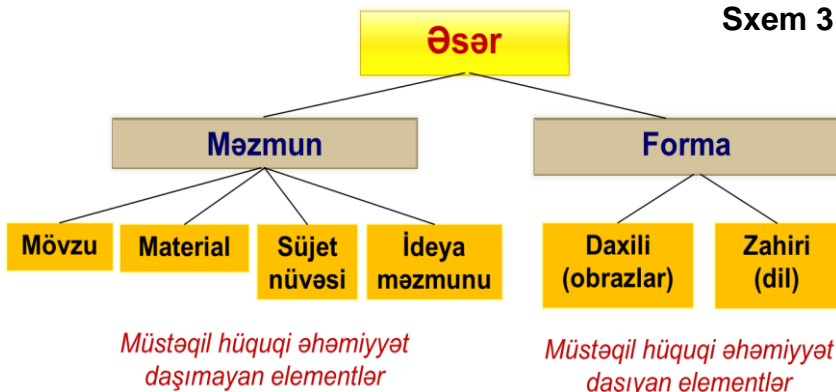 Sxem 3
Əsər
Məzmun
Forma
Mövzu
Material
Süjet
nüvəsi
İdeya
məzmunu
Daxili
(obrazlar)
Zahiri
(dil)
Müstəqil hüquqi əhəmiyyət
daşımayan elementlər
Müstəqil hüquqi əhəmiyyət
daşıyan elementlər